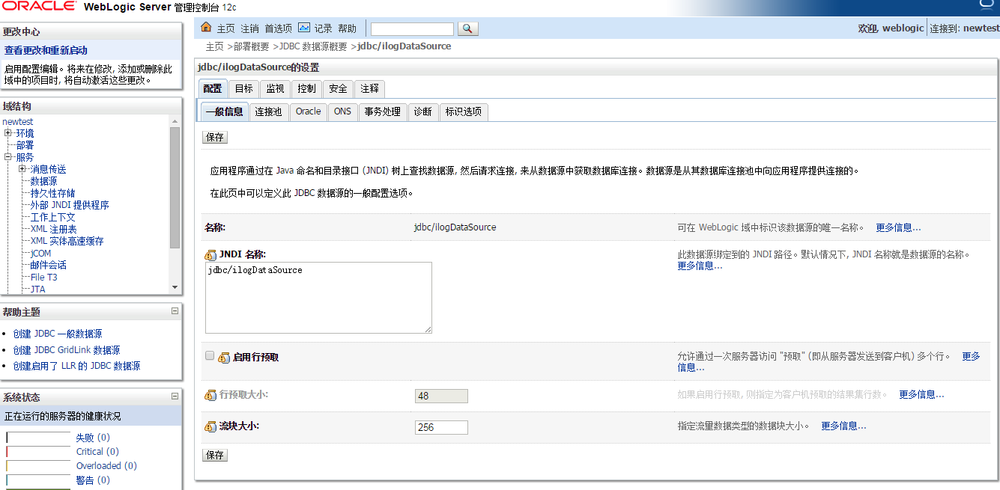 ORACLE WebLogic Server 管理控制台 12c
更改中心
查看更改和重新启动
启用配置编辑。将来在修改, 添加或删除此
域中的项目时, 将自动激活这些更改。
域结构
newtest
环境
部署
服务
消息传送
数据源
持久性存储
外部 JNDI 提供程序
工作上下文
XML 注册表
XML 实体高速缓存
jCOM
邮件会话
File T3
JTA
帮助主题
创建 JDBC 一般数据源
创建 JDBC GridLink 数据源
创建启用了 LLR 的 JDBC 数据源
系统状态
正在运行的服务器的健康状况
失败 (0)
Critical (0)
Overloaded (0)
警告 (0)
主页 注销 首选项 记录 帮助
欢迎, weblogic 连接到: newtest
主页 >部署概要 >JDBC 数据源概要 >jdbc/ilogDataSource
jdbc/ilogDataSource的设置
配置 目标 监视 控制 安全 注释
一般信息 连接池 Oracle ONS 事务处理 诊断 标识选项
保存
应用程序通过在 Java 命名和目录接口 (JNDI) 树上查找数据源, 然后请求连接, 来从数据源中获取数据库连接。数据源是从其数据库连接池中向应用程序提供连接的。
在此页中可以定义此 JDBC 数据源的一般配置选项。
名称: jdbc/ilogDataSource 可在 WebLogic 域中标识该数据源的唯一名称。 更多信息...
JNDI 名称:
jdbc/ilogDataSource
此数据源绑定到的 JNDI 路径。默认情况下, JNDI 名称就是数据源的名称。
更多信息...
启用行预取 允许通过一次服务器访问 "预取" (即从服务器发送到客户机) 多个行。 更多
信息...
行预取大小: 48 如果启用行预取, 则指定为客户机预取的结果集行数。 更多信息...
流块大小: 256 指定流量数据类型的数据块大小。 更多信息...
保存